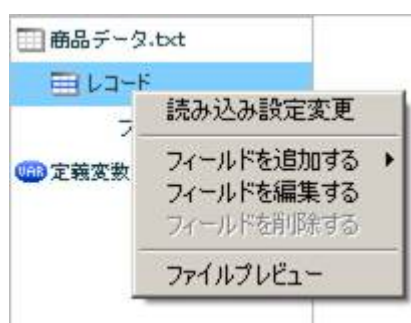 商品データ.txt
レコード
フ
VAR 定義変数
読み込み設定変更
フィールドを追加する
フィールドを編集する
フィールドを削除する
ファイルプレビュー